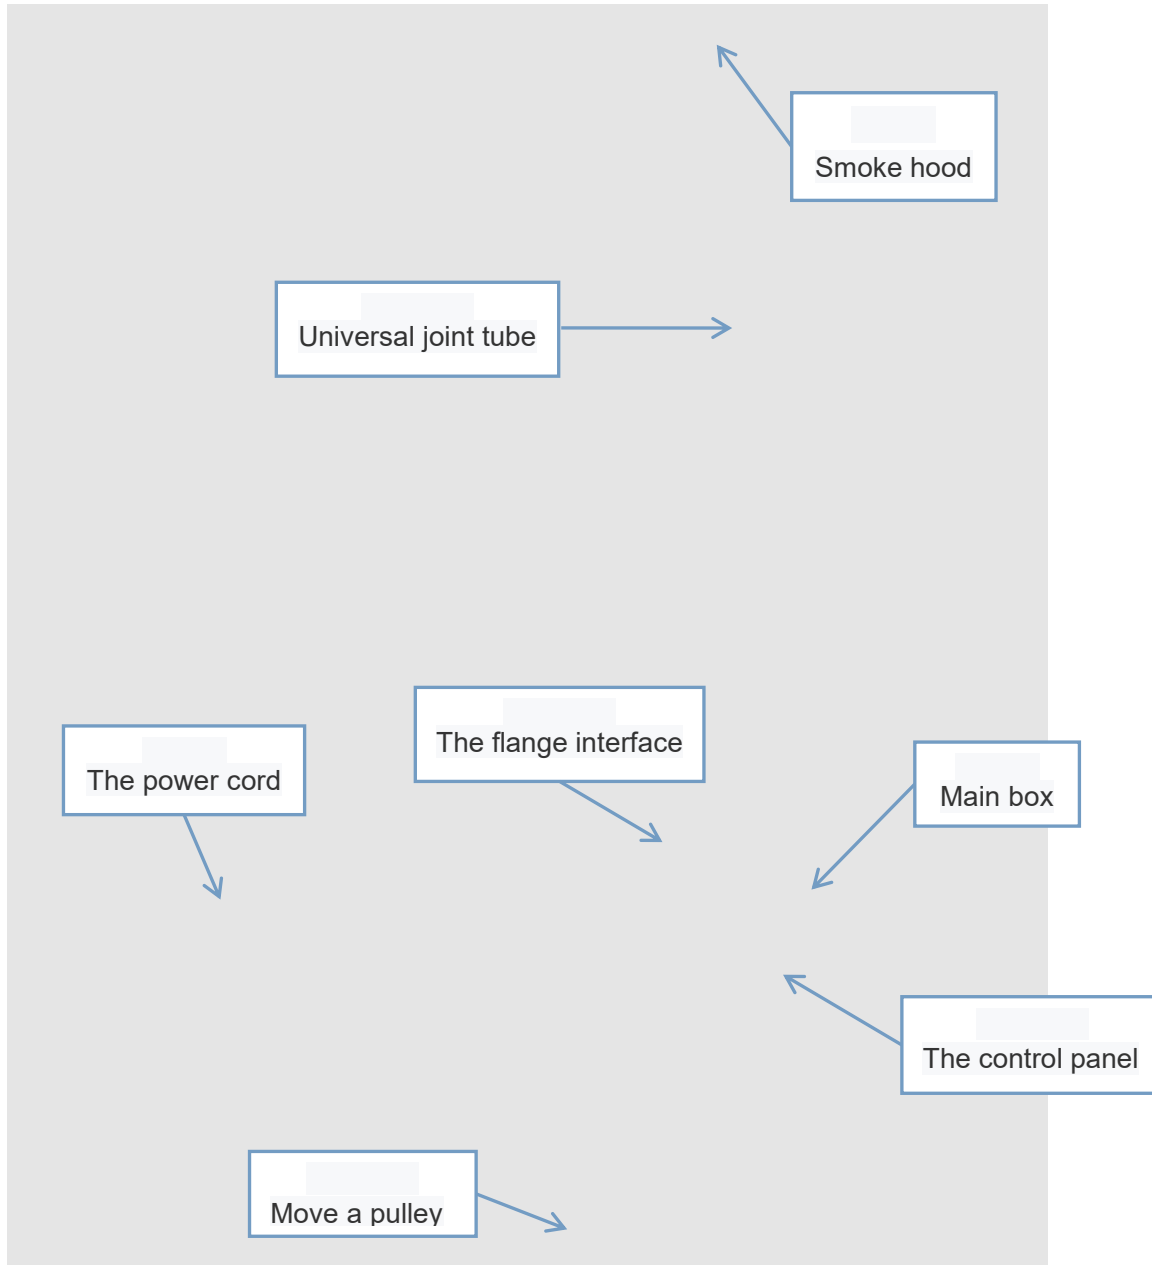 Smoke hood
Universal joint tube
The flange interface
The power cord
Main box
The control panel
Move a pulley